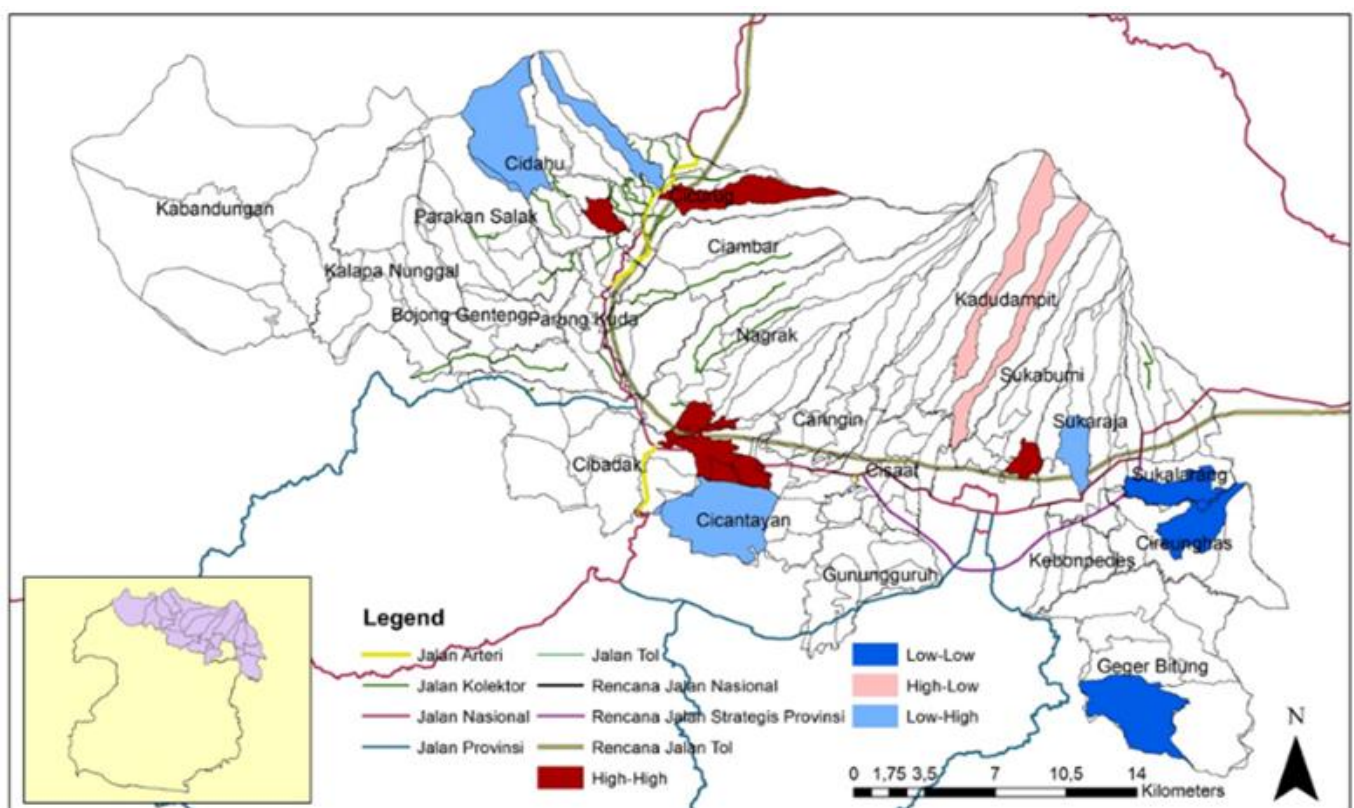 Cidahu
Kabandungan
Parakan Salak
Cicurug
Ciambar
Kalapa Nunggal
Kadudampit
Bojong Genteng
Parung Kuda
Nagrak
Sukabumi
Caringin
Sukaraja
Cibadak
Cisaat
Sukalarang
Cicantayan
Cireunghas
Kebonpedes
Gunungguruh
Geger Bitung
Legend
Jalan Arteri
Jalan Kolektor
Jalan Nasional
Jalan Provinsi
Jalan Tol
Rencana Jalan Nasional
Rencana Jalan Strategis Provinsi
Rencana Jalan Tol
High-High
Low-Low
High-Low
Low-High
N
0 1,75 3,5 7 10,5 14
Kilometers